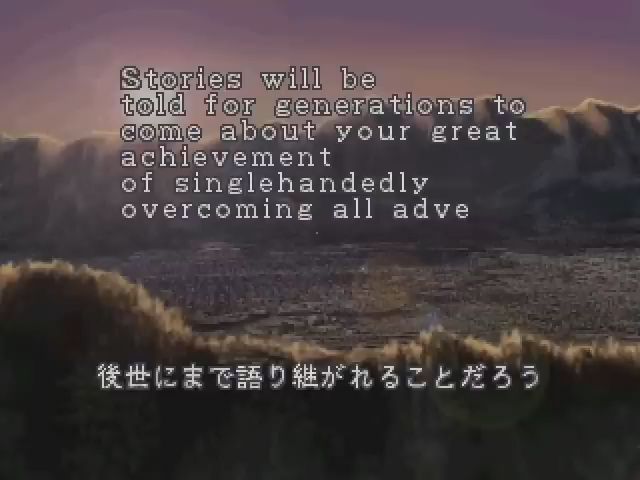 Stories will be
told for generations to
come about your great
achievement
of singlehandedly
overcoming all adve
後世にまで語り継がれることだろう